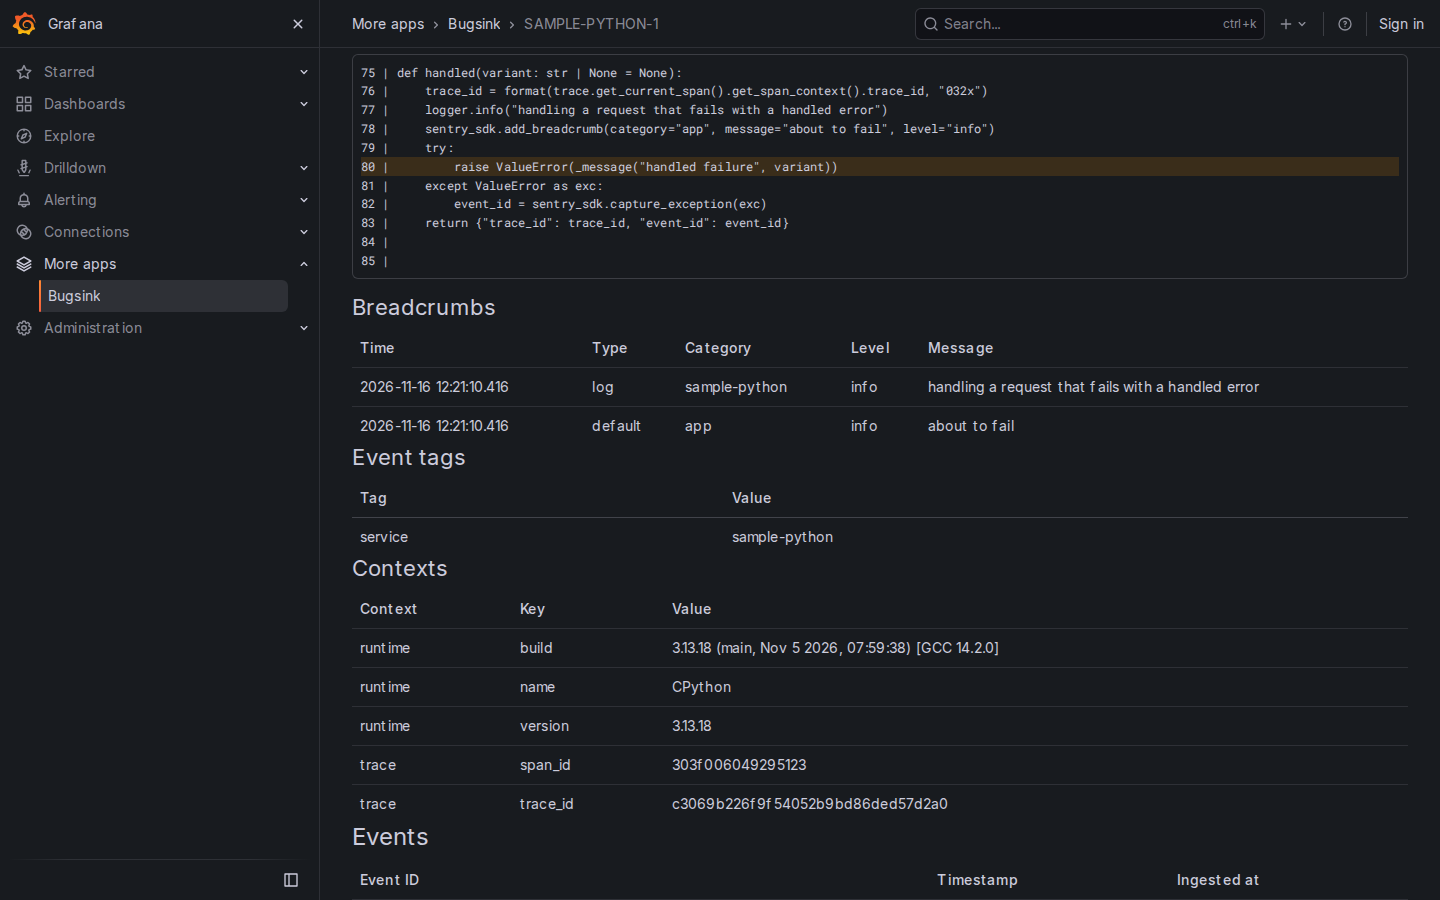 Grafana
More apps › Bugsink › SAMPLE-PYTHON-1
Search...
ctrl+k
Sign in
Starred
Dashboards
Explore
Drilldown
Alerting
Connections
More apps
Bugsink
Administration
75 | def handled(variant: str | None = None):
76 |     trace_id = format(trace.get_current_span().get_span_context().trace_id, "032x")
77 |     logger.info("handling a request that fails with a handled error")
78 |     sentry_sdk.add_breadcrumb(category="app", message="about to fail", level="info")
79 |     try:
80 |         raise ValueError(_message("handled failure", variant))
81 |     except ValueError as exc:
82 |         event_id = sentry_sdk.capture_exception(exc)
83 |     return {"trace_id": trace_id, "event_id": event_id}
84 |
85 |
Breadcrumbs
Time Type Category Level Message
2026-11-16 12:21:10.416 log sample-python info handling a request that fails with a handled error
2026-11-16 12:21:10.416 default app info about to fail
Event tags
Tag Value
service sample-python
Contexts
Context Key Value
runtime build 3.13.18 (main, Nov 5 2026, 07:59:38) [GCC 14.2.0]
runtime name CPython
runtime version 3.13.18
trace span_id 303f006049295123
trace trace_id c3069b226f9f54052b9bd86ded57d2a0
Events
Event ID Timestamp Ingested at